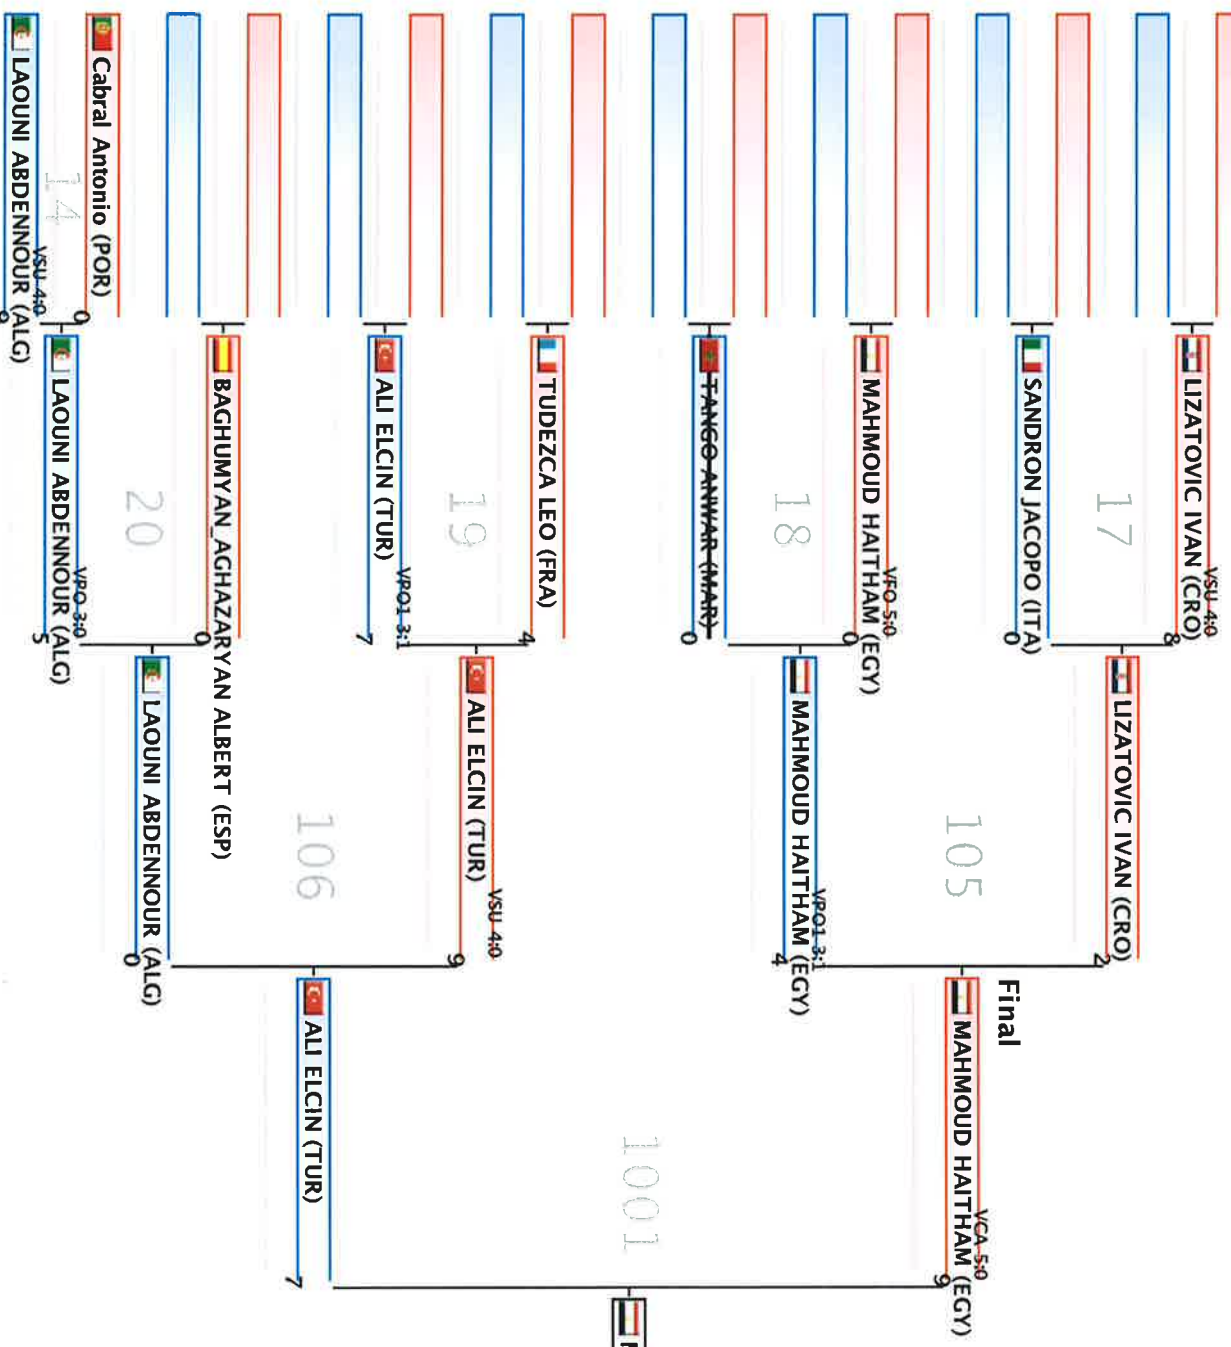 LIZATOVIC IVAN (CRO)
VSU 4:0
8
17
SANDRON JACOPO (ITA)
0
MAHMOUD HAITHAM (EGY)
VFO 5:0
0
18
TANGO ANWAR (MAR)
0
TUDEZCA LEO (FRA)
4
19
ALI ELCIN (TUR)
VPO1 3:1
7
BAGHUMYAN_AGHAZARYAN ALBERT (ESP)
0
20
LAOUNI ABDENNOUR (ALG)
VPO 3:0
5
Cabral Antonio (POR)
0
14
LAOUNI ABDENNOUR (ALG)
VSU 4:0
LIZATOVIC IVAN (CRO)
2
105
MAHMOUD HAITHAM (EGY)
VPO1 3:1
4
ALI ELCIN (TUR)
VSU 4:0
9
106
LAOUNI ABDENNOUR (ALG)
0
Final
MAHMOUD HAITHAM (EGY)
VCA 5:0
9
1001
ALI ELCIN (TUR)
7